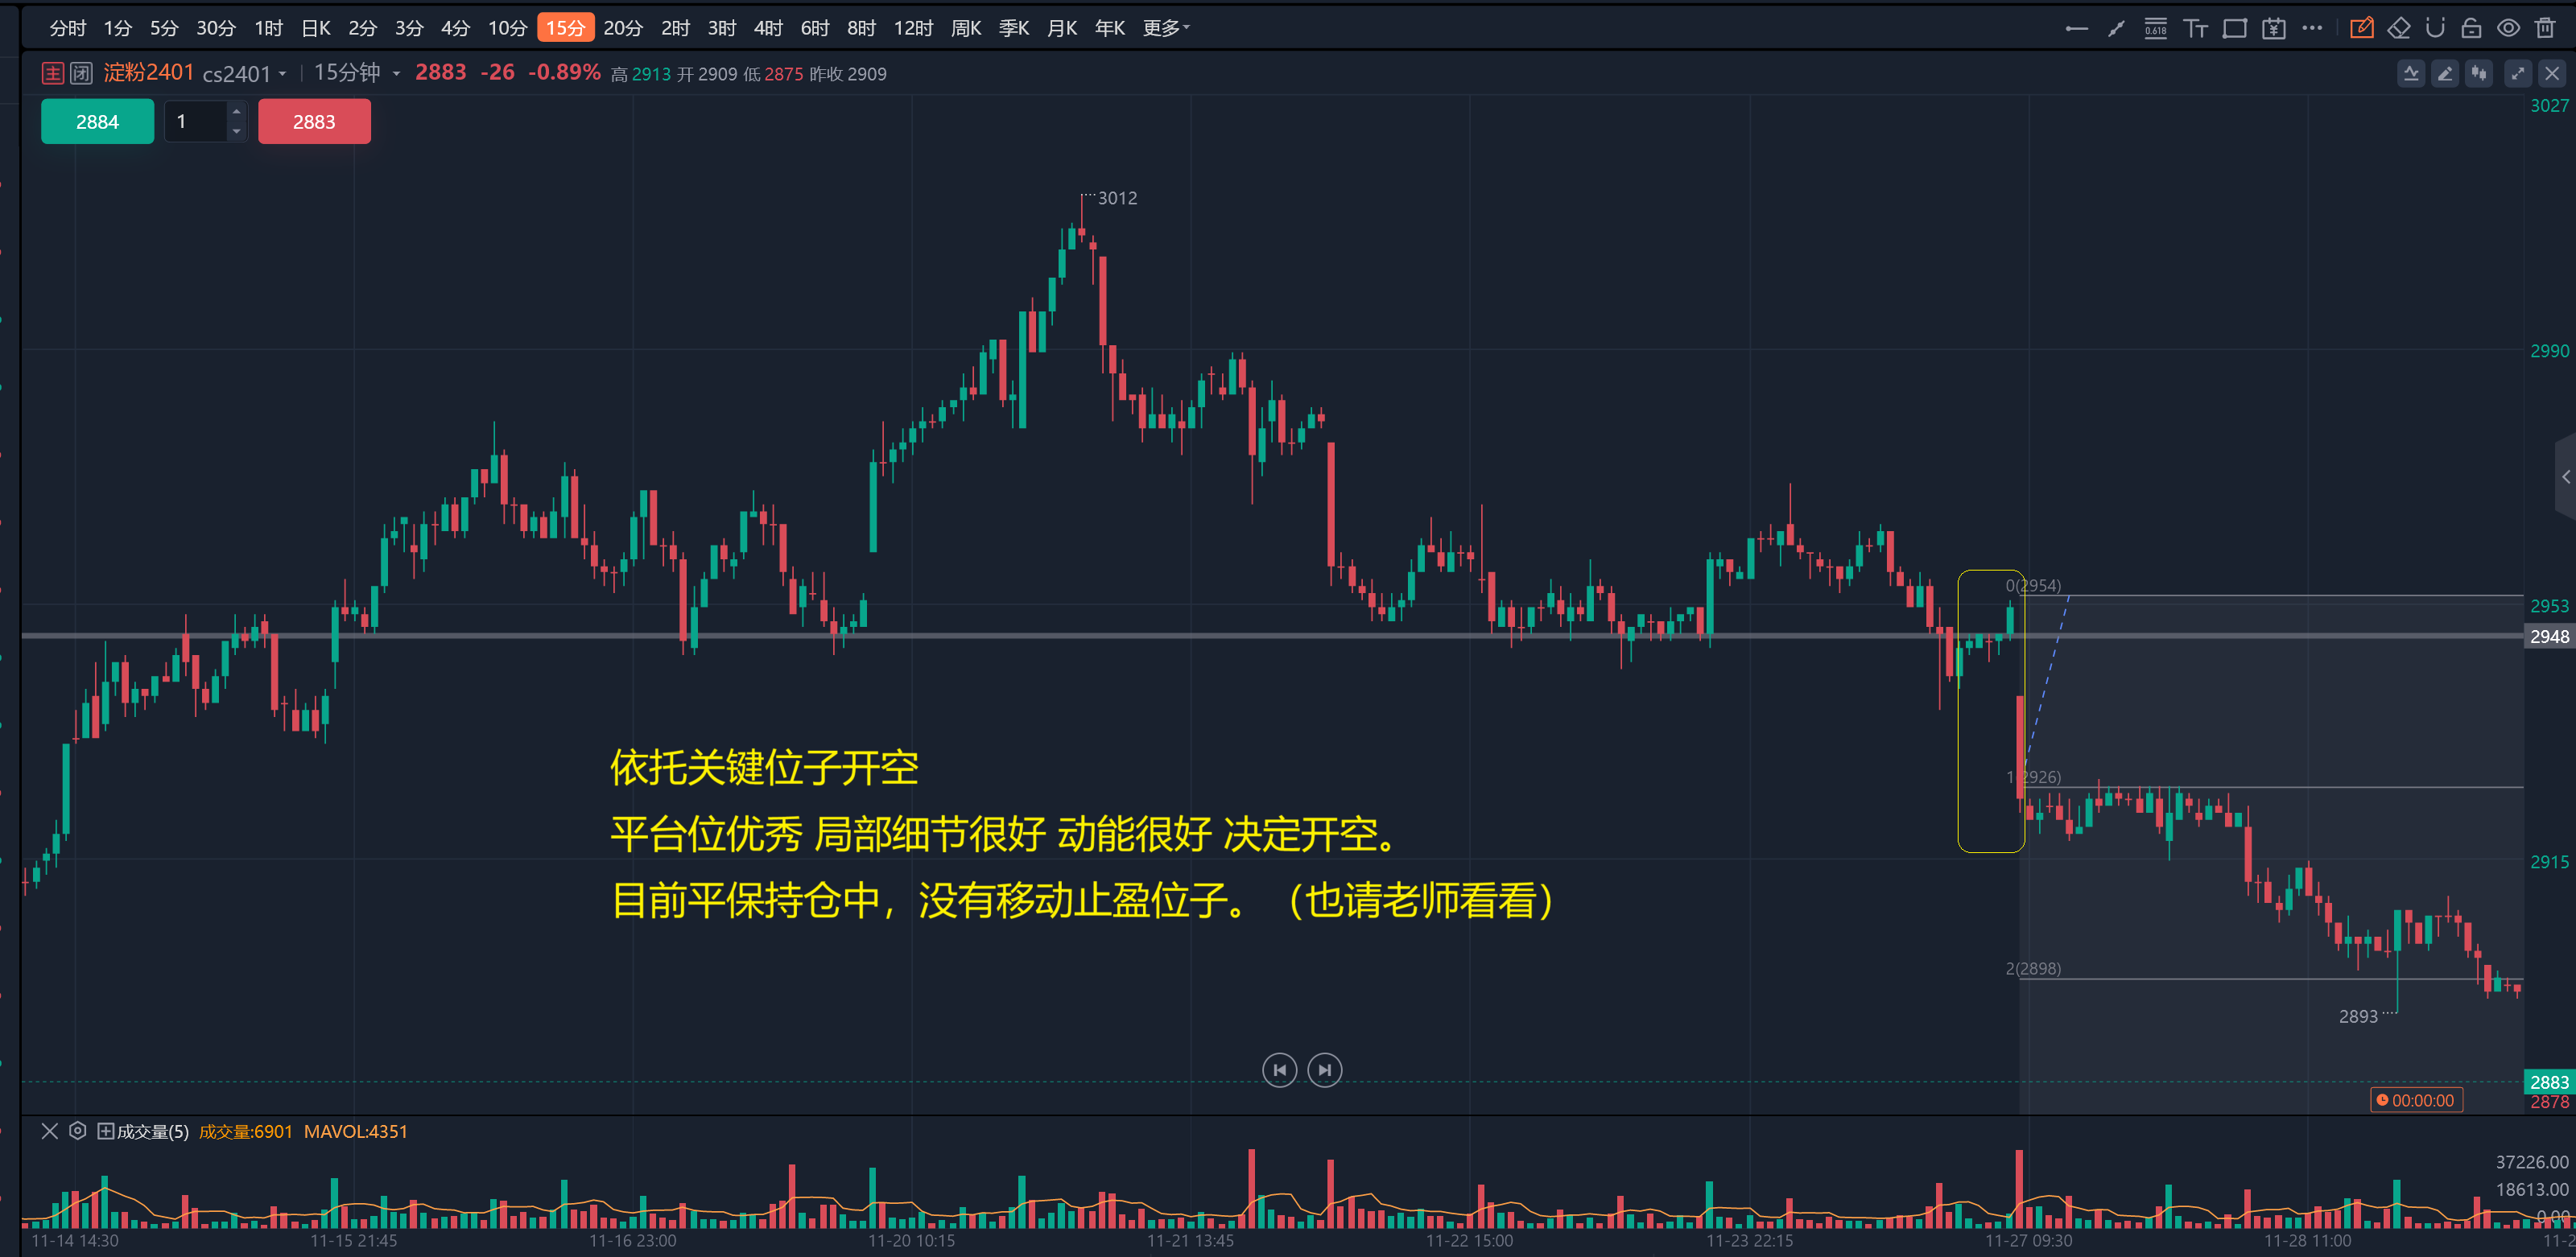 分时 1分 5分 30分 1时 日K 2分 3分 4分 10分 15分 20分 2时 3时 4时 6时 8时 12时 周K 季K 月K 年K 更多
0.618
主 闭 淀粉2401 cs2401 15分钟 2883 -26 -0.89% 高 2913 开 2909 低 2875 昨收 2909
2884 1 2883
3027
3012
2990
0(2954)
2953
2948
依托关键位子开空
1(2926)
平台位优秀 局部细节很好 动能很好 决定开空。
2915
目前平保持仓中，没有移动止盈位子。（也请老师看看）
2(2898)
2893
2883
00:00:00 2878
成交量(5) 成交量:6901 MAVOL:4351
37226.00
18613.00
0.00
11-14 14:30 11-15 21:45 11-16 23:00 11-20 10:15 11-21 13:45 11-22 15:00 11-23 22:15 11-27 09:30 11-28 11:00 11-2